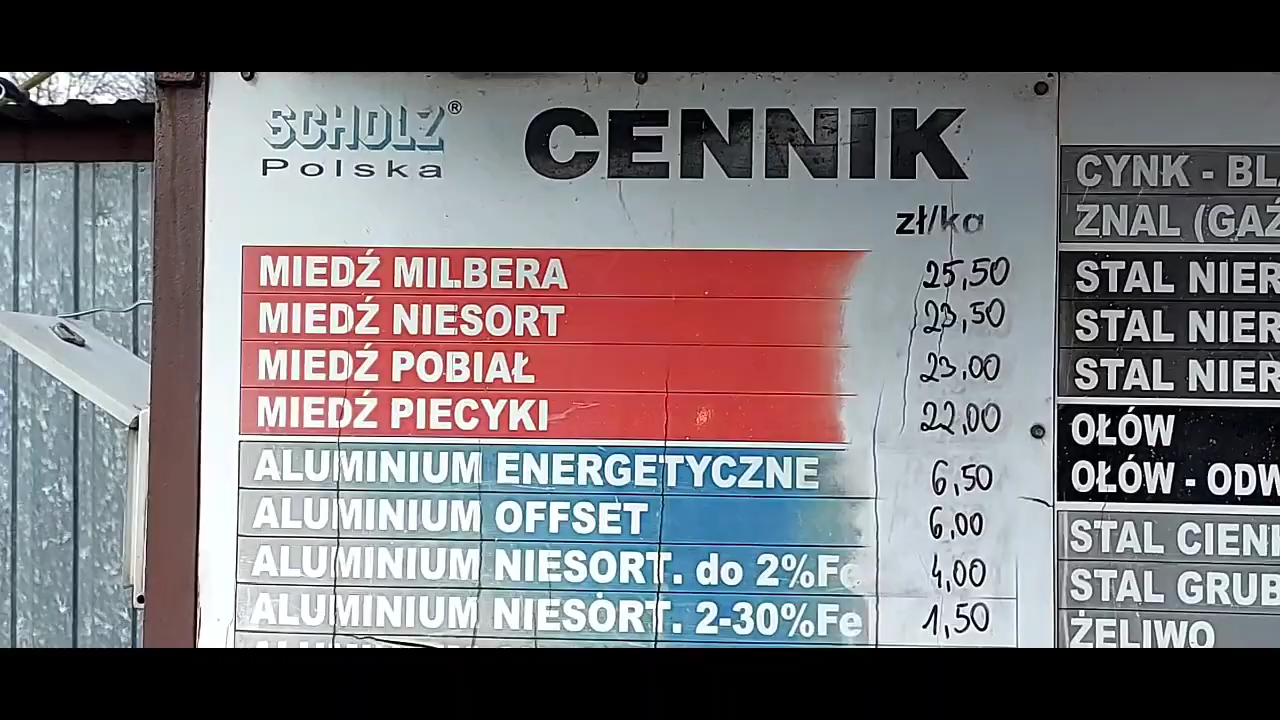 SCHOLZ®
Polska
CENNIK
zł/kg
MIEDŹ MILBERA 25,50
MIEDŹ NIESORT 23,50
MIEDŹ POBIAŁ 23,00
MIEDŹ PIECYKI 22,00
ALUMINIUM ENERGETYCZNE 6,50
ALUMINIUM OFFSET 6,00
ALUMINIUM NIESORT. do 2%Fe 4,00
ALUMINIUM NIESORT. 2-30%Fe 1,50
CYNK - BL
ZNAL (GAŹ
STAL NIER
STAL NIER
STAL NIER
OŁÓW
OŁÓW - ODW
STAL CIEN
STAL GRUB
ŻELIWO